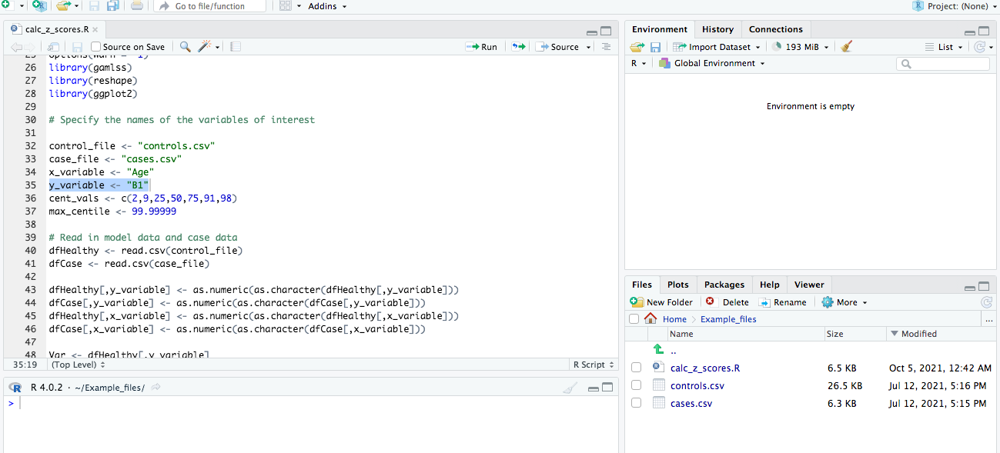 Go to file/function
Addins
Project: (None)
calc_z_scores.R
Source on Save
Run
Source
25 options(warn = -1)
26 library(gamlss)
27 library(reshape)
28 library(ggplot2)
29
30 # Specify the names of the variables of interest
31
32 control_file <- "controls.csv"
33 case_file <- "cases.csv"
34 x_variable <- "Age"
35 y_variable <- "B1"
36 cent_vals <- c(2,9,25,50,75,91,98)
37 max_centile <- 99.99999
38
39 # Read in model data and case data
40 dfHealthy <- read.csv(control_file)
41 dfCase <- read.csv(case_file)
42
43 dfHealthy[,y_variable] <- as.numeric(as.character(dfHealthy[,y_variable]))
44 dfCase[,y_variable] <- as.numeric(as.character(dfCase[,y_variable]))
45 dfHealthy[,x_variable] <- as.numeric(as.character(dfHealthy[,x_variable]))
46 dfCase[,x_variable] <- as.numeric(as.character(dfCase[,x_variable]))
47
48 Var <- dfHealthy[,y_variable]
35:19 (Top Level) R Script
R 4.0.2 · ~/Example_files/
>
Environment History Connections
Import Dataset 193 MiB List
R Global Environment
Environment is empty
Files Plots Packages Help Viewer
New Folder Delete Rename More
Home Example_files ...
Name Size Modified
..
calc_z_scores.R 6.5 KB Oct 5, 2021, 12:42 AM
controls.csv 26.5 KB Jul 12, 2021, 5:16 PM
cases.csv 6.3 KB Jul 12, 2021, 5:15 PM